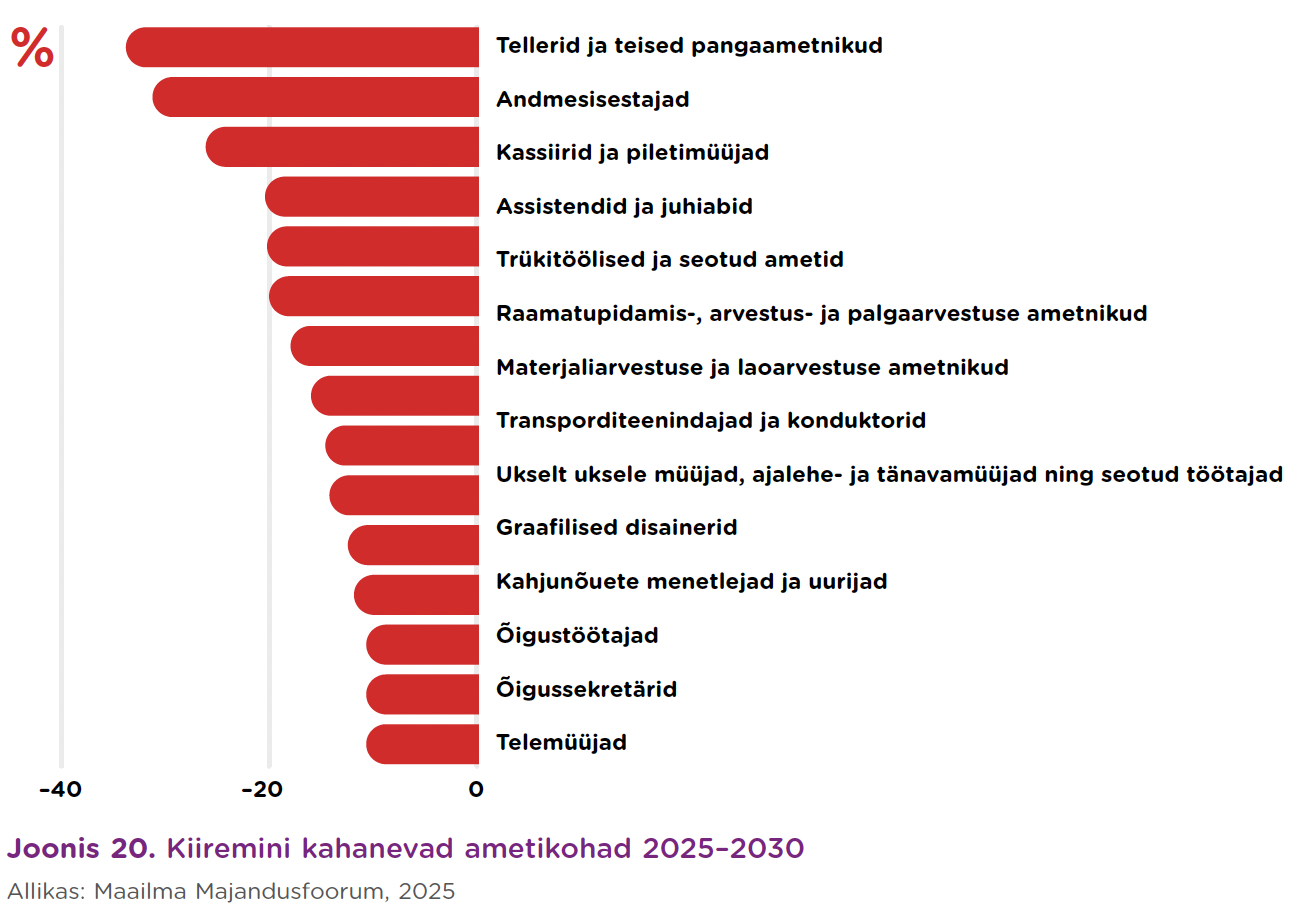 %
Tellerid ja teised pangaametnikud
Andmesisestajad
Kassiirid ja piletimüüjad
Assistendid ja juhiabid
Trükitöölised ja seotud ametid
Raamatupidamis-, arvestus- ja palgaarvestuse ametnikud
Materjaliarvestuse ja laoarvestuse ametnikud
Transporditeenindajad ja konduktorid
Ukselt uksele müüjad, ajalehe- ja tänavamüüjad ning seotud töötajad
Graafilised disainerid
Kahjunõuete menetlejad ja uurijad
Õigustöötajad
Õigussekretärid
Telemüüjad
–40 –20 0
Joonis 20. Kiiremini kahanevad ametikohad 2025–2030
Allikas: Maailma Majandusfoorum, 2025